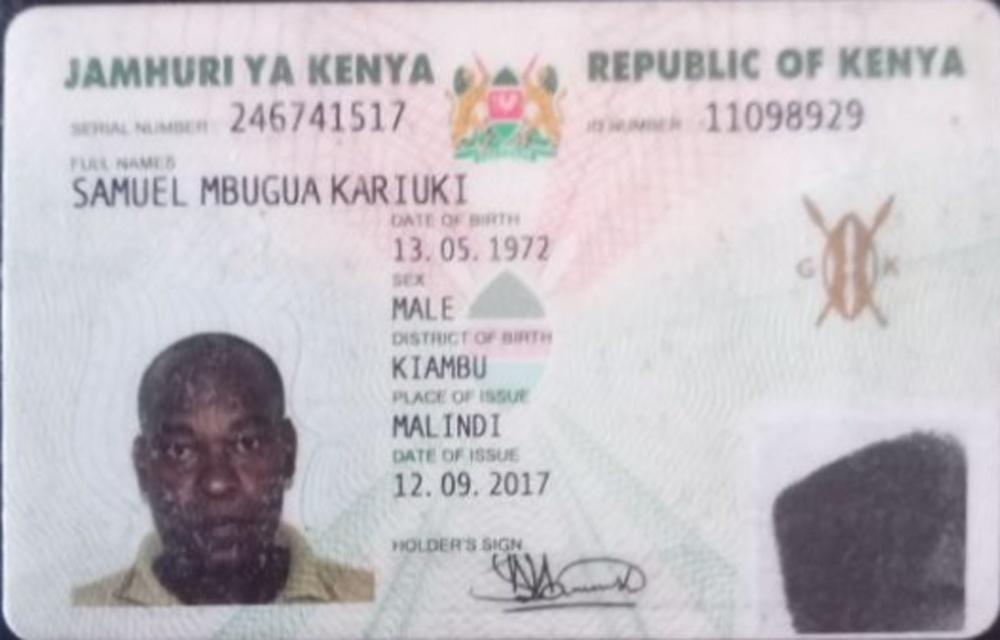 JAMHURI YA KENYA REPUBLIC OF KENYA
SERIAL NUMBER: 246741517 ID NUMBER: 11098929
FULL NAMES
SAMUEL MBUGUA KARIUKI
DATE OF BIRTH
13.05.1972
SEX
MALE
G K
DISTRICT OF BIRTH
KIAMBU
PLACE OF ISSUE
MALINDI
DATE OF ISSUE
12.09.2017
HOLDER'S SIGN.